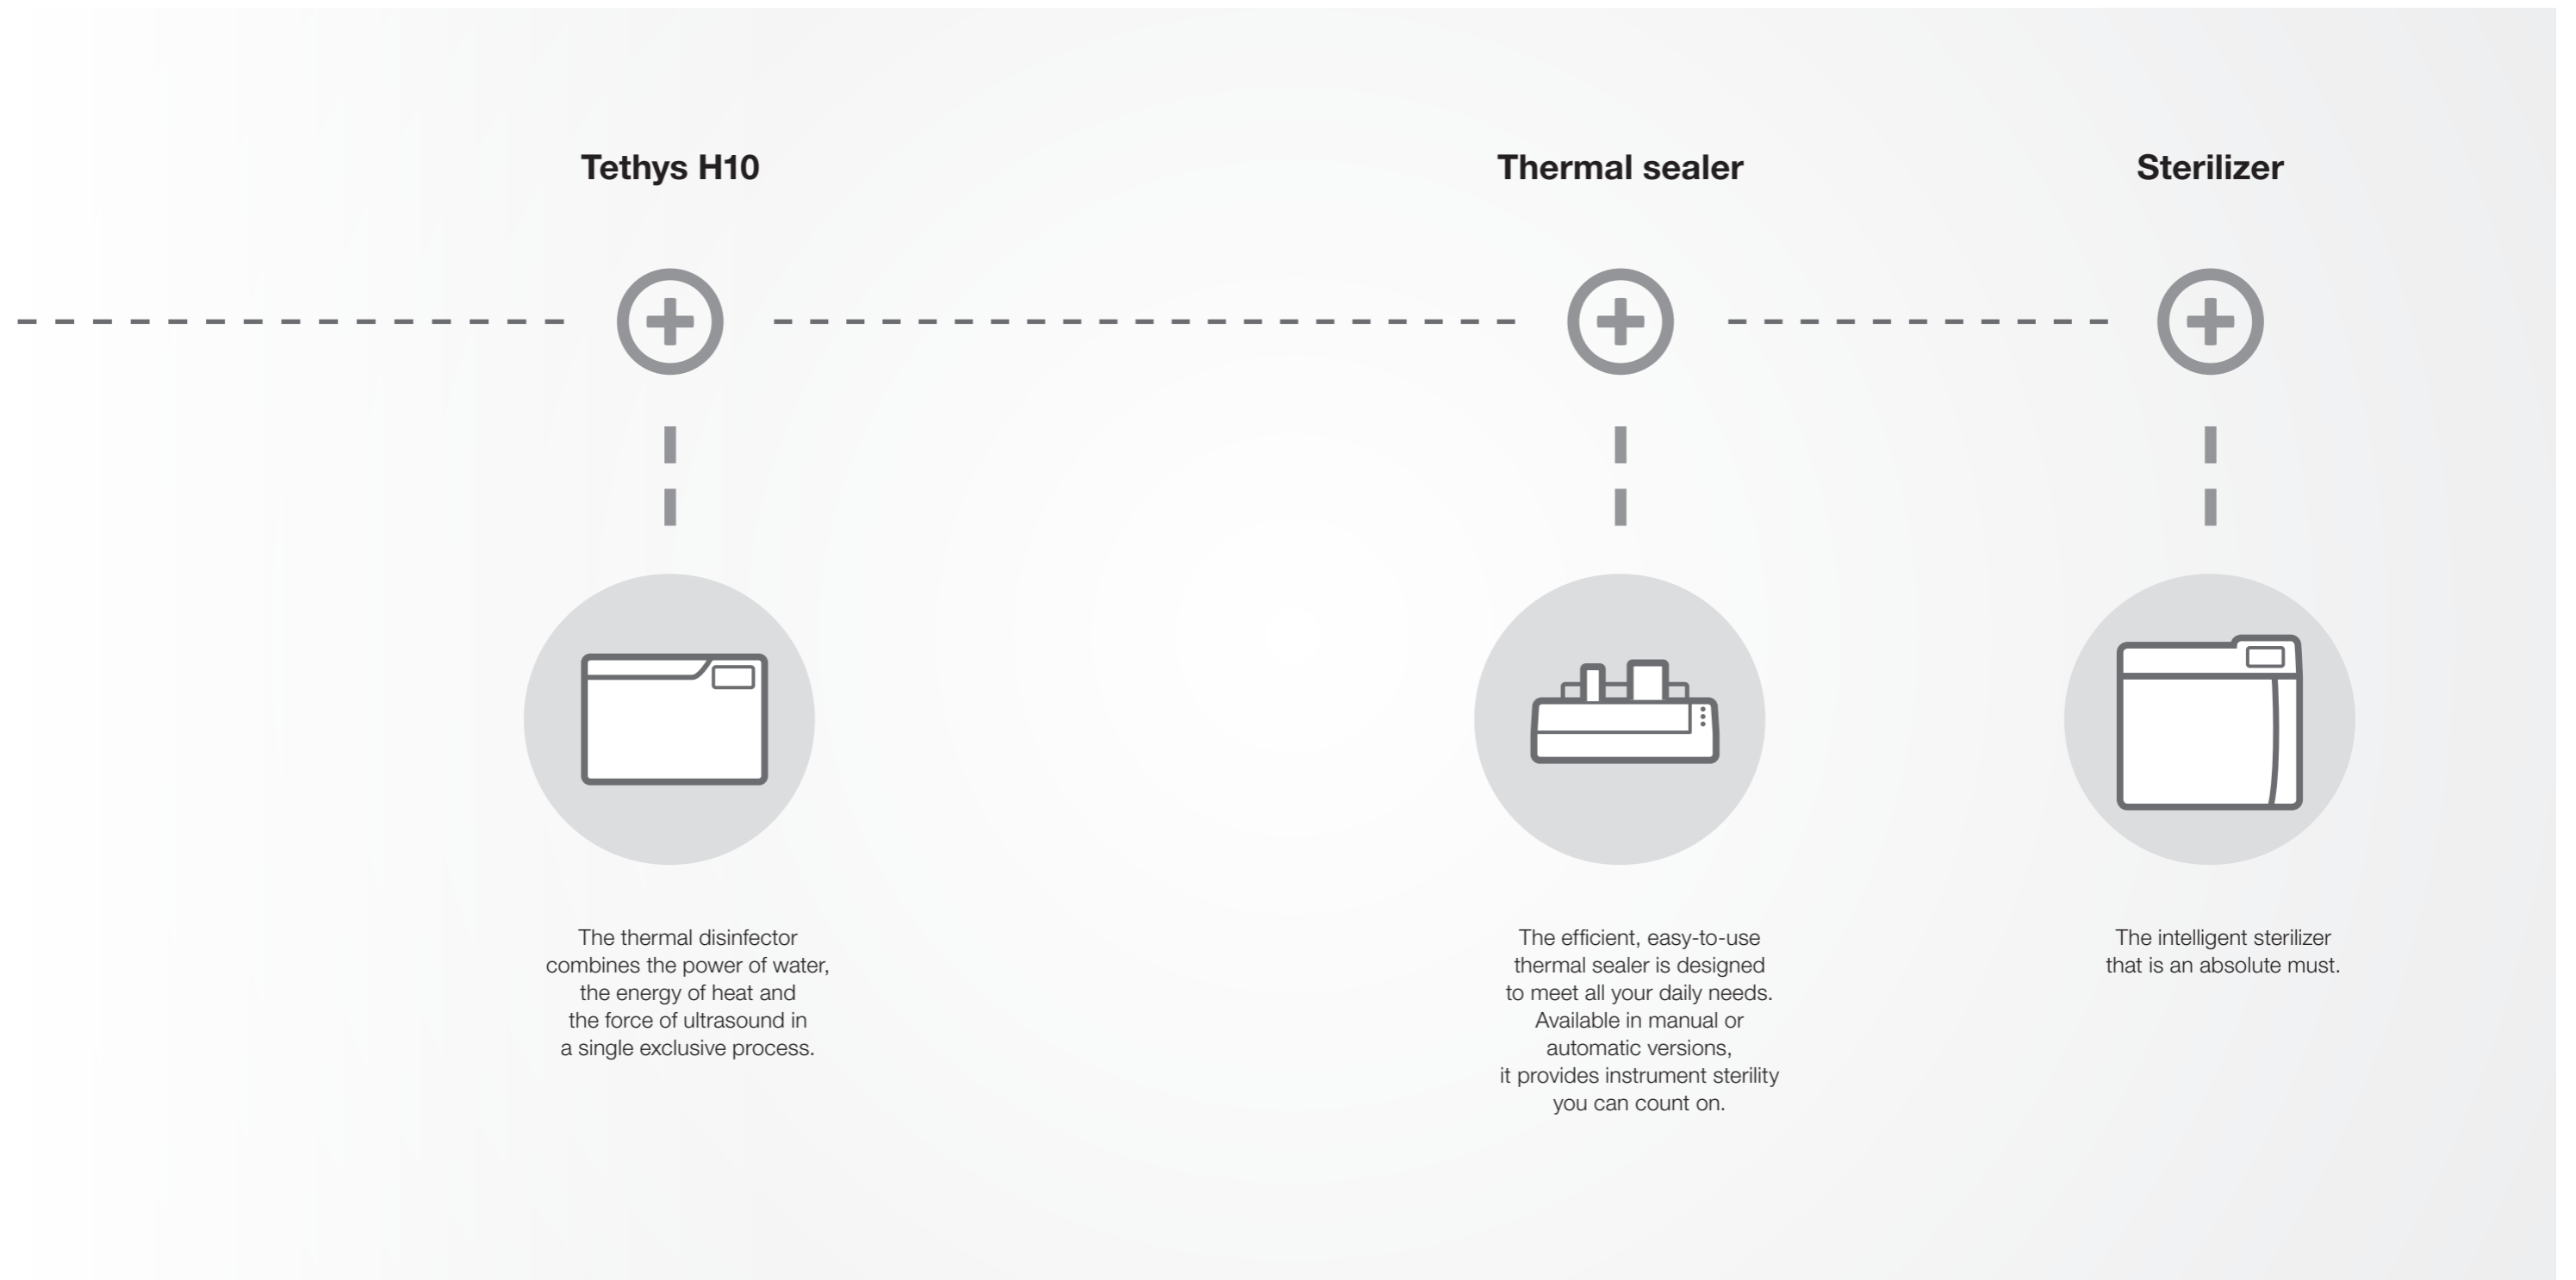 Tethys H10
Thermal sealer
Sterilizer
The thermal disinfector
combines the power of water,
the energy of heat and
the force of ultrasound in
a single exclusive process.
The efficient, easy-to-use
thermal sealer is designed
to meet all your daily needs.
Available in manual or
automatic versions,
it provides instrument sterility
you can count on.
The intelligent sterilizer
that is an absolute must.